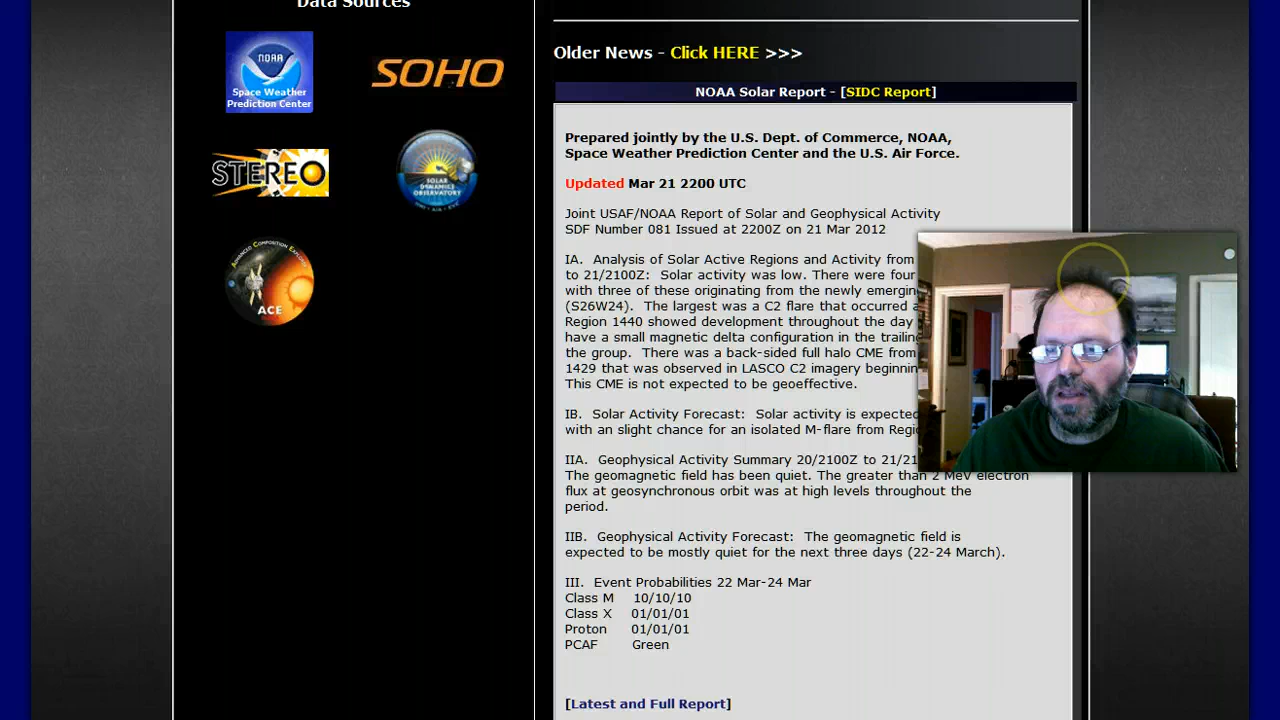 Data Sources
NOAA
Space Weather
Prediction Center
SOHO
STEREO
SOLAR
DYNAMICS
OBSERVATORY
ADVANCED COMPOSITION EXPLORER
ACE
Older News - Click HERE >>>
NOAA Solar Report - [SIDC Report]
Prepared jointly by the U.S. Dept. of Commerce, NOAA,
Space Weather Prediction Center and the U.S. Air Force.
Updated Mar 21 2200 UTC
Joint USAF/NOAA Report of Solar and Geophysical Activity
SDF Number 081 Issued at 2200Z on 21 Mar 2012
IA. Analysis of Solar Active Regions and Activity from
to 21/2100Z: Solar activity was low. There were four
with three of these originating from the newly
(S26W24). The largest was a C2 flare that occurred
Region 1440 showed development throughout the day
have a small magnetic delta configuration in the trailing
the group. There was a back-sided full halo CME from
1429 that was observed in LASCO C2 imagery
This CME is not expected to be geoeffective.
IB. Solar Activity Forecast: Solar activity is expected
with an slight chance for an isolated M-flare from
IIA. Geophysical Activity Summary 20/2100Z to
The geomagnetic field has been quiet. The greater than 2 MeV electron
flux at geosynchronous orbit was at high levels throughout the
period.
IIB. Geophysical Activity Forecast: The geomagnetic field is
expected to be mostly quiet for the next three days (22-24 March).
III. Event Probabilities 22 Mar-24 Mar
Class M 10/10/10
Class X 01/01/01
Proton 01/01/01
PCAF Green
[Latest and Full Report]